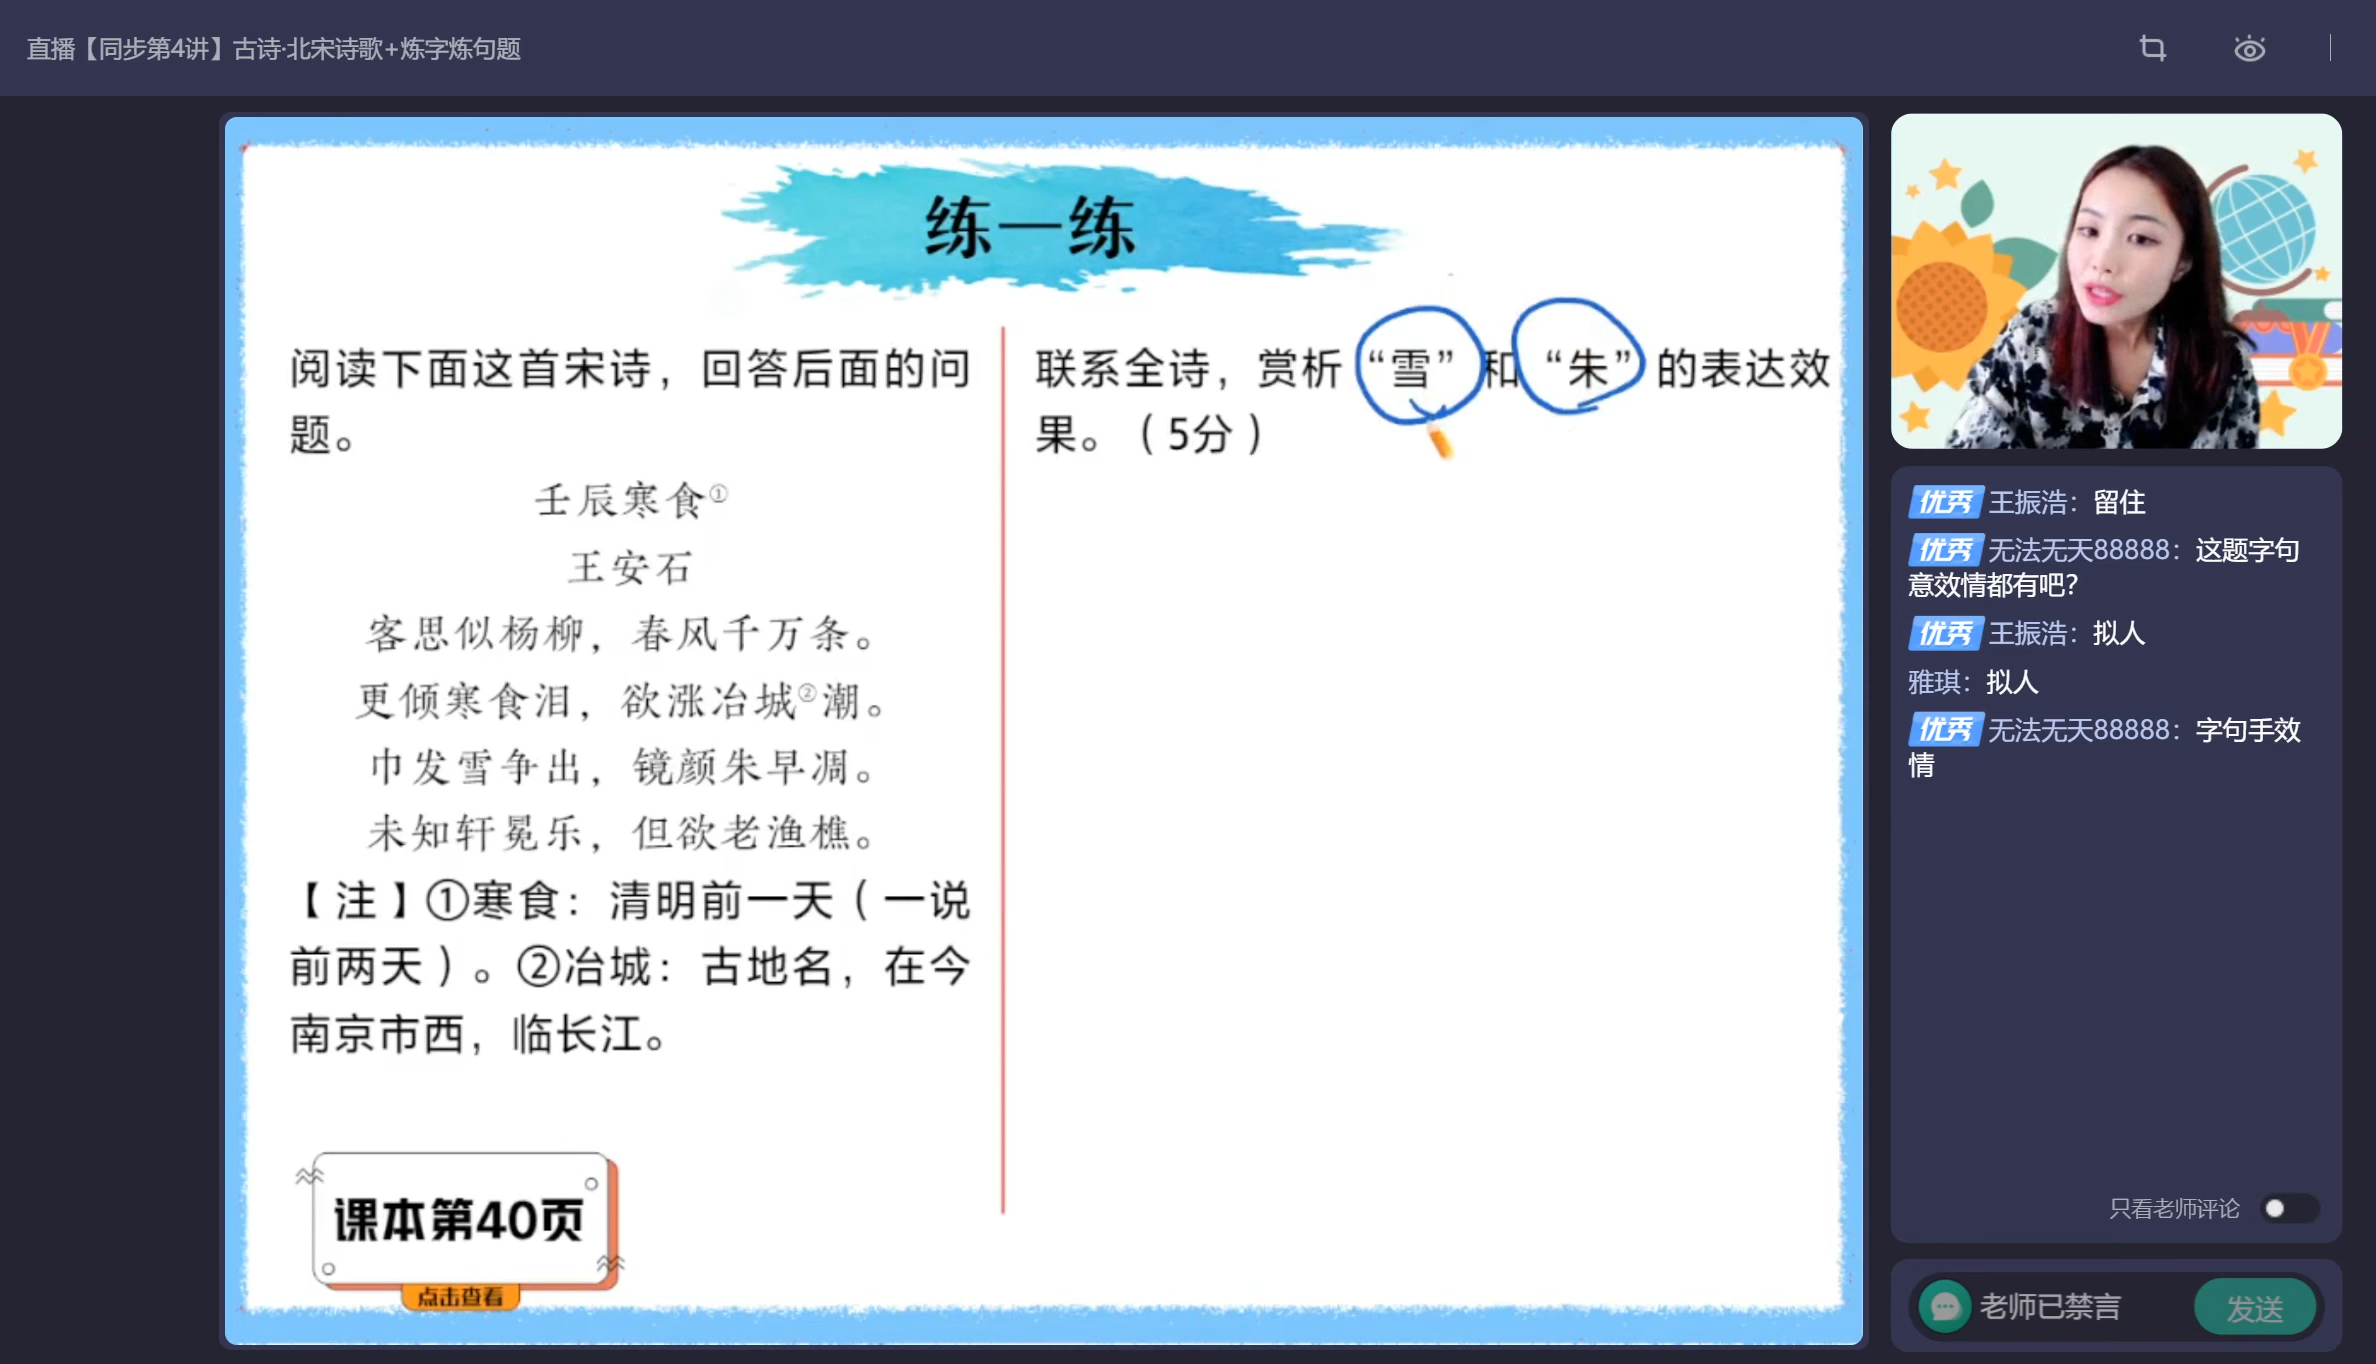 直播【同步第4讲】古诗·北宋诗歌+炼字炼句题
练一练
阅读下面这首宋诗，回答后面的问
题。
壬辰寒食①
王安石
客思似杨柳，春风千万条。
更倾寒食泪，欲涨冶城②潮。
巾发雪争出，镜颜朱早凋。
未知轩冕乐，但欲老渔樵。
【注】①寒食：清明前一天（一说
前两天）。②冶城：古地名，在今
南京市西，临长江。
课本第40页
点击查看
联系全诗，赏析“雪”和“朱”的表达效
果。（5分）
优秀 王振浩：留住
优秀 无法无天88888：这题字句
意效情都有吧？
优秀 王振浩：拟人
雅琪：拟人
优秀 无法无天88888：字句手效
情
只看老师评论
老师已禁言
发送